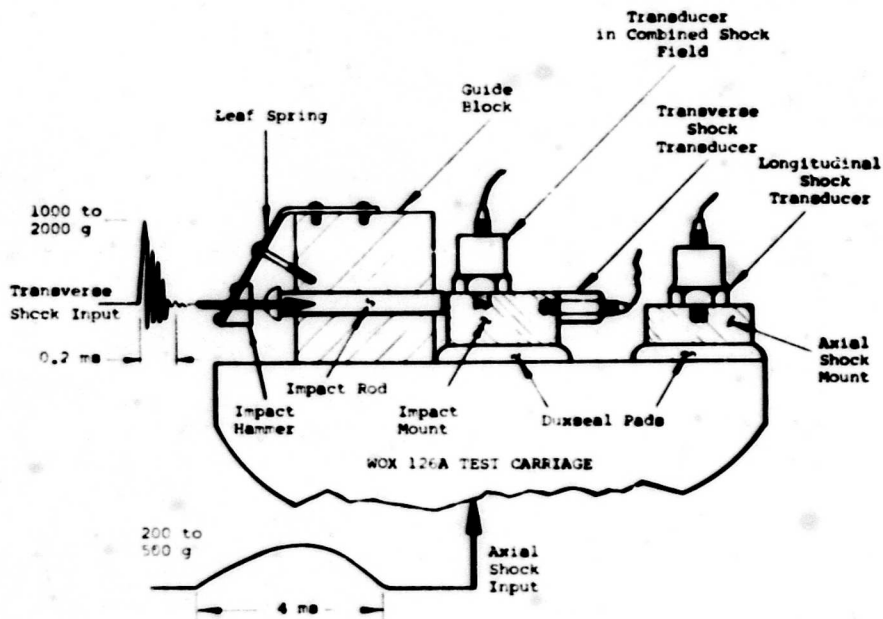 Transducer
in Combined Shock
Field
Guide
Block
Leaf Spring
Transverse
Shock
Transducer
Longitudinal
Shock
Transducer
1000 to
2000 g
Transverse
Shock Input
0.2 ms
Axial
Shock
Mount
Impact Rod
Impact
Hammer
Impact
Mount
Duxseal Pads
WOX 126A TEST CARRIAGE
200 to
500 g
Axial
Shock
Input
4 ms